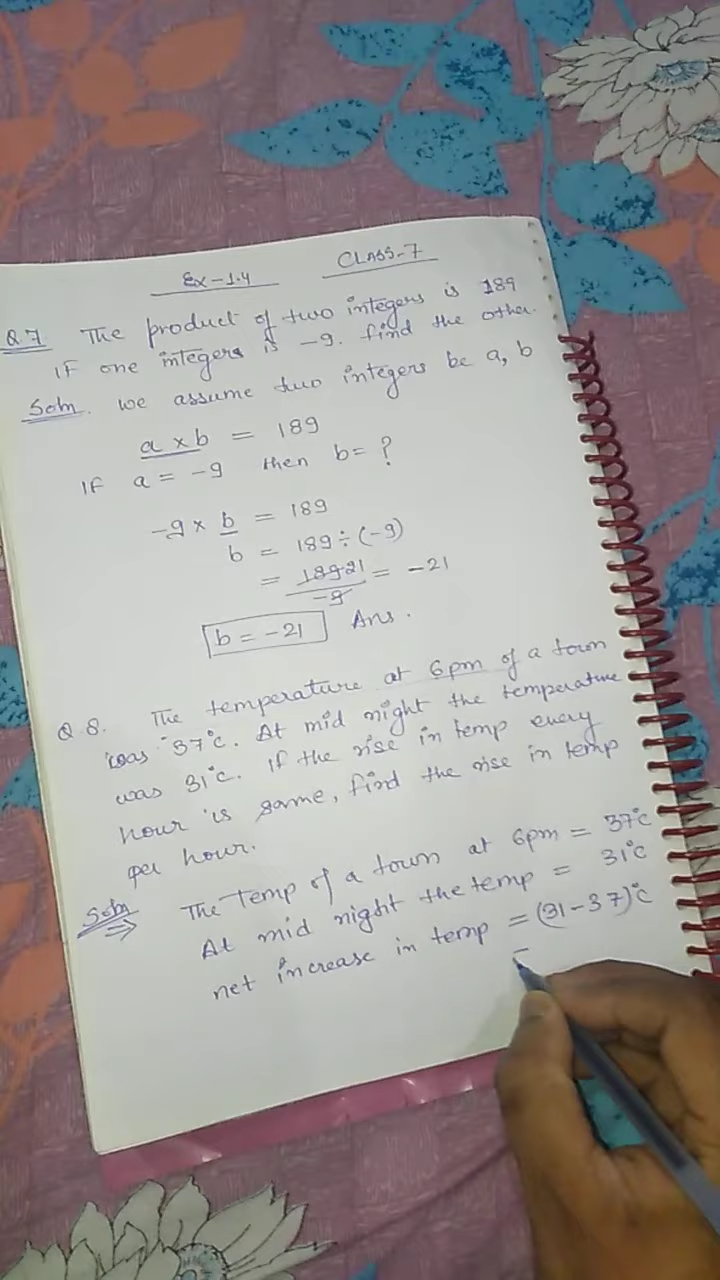 Ex-1.4 CLASS-7
Q.7 The product of two integers is 189
IF one integers is -9. find the other.
Soln. we assume two integers be a, b
a x b = 189
IF a = -9 then b = ?
-9 x b = 189
b = 189 ÷ (-9)
= 189 21 / -9 = -21
b = -21 Ans.
Q.8. The temperature at 6pm of a town
was 37°c. At mid night the temperature
was 31°c. If the rise in temp every
hour is same, find the rise in temp
per hour.
Soln ⇒ The Temp of a town at 6pm = 37°c
At mid night the temp = 31°c
net increase in temp = (31-37)°c
=